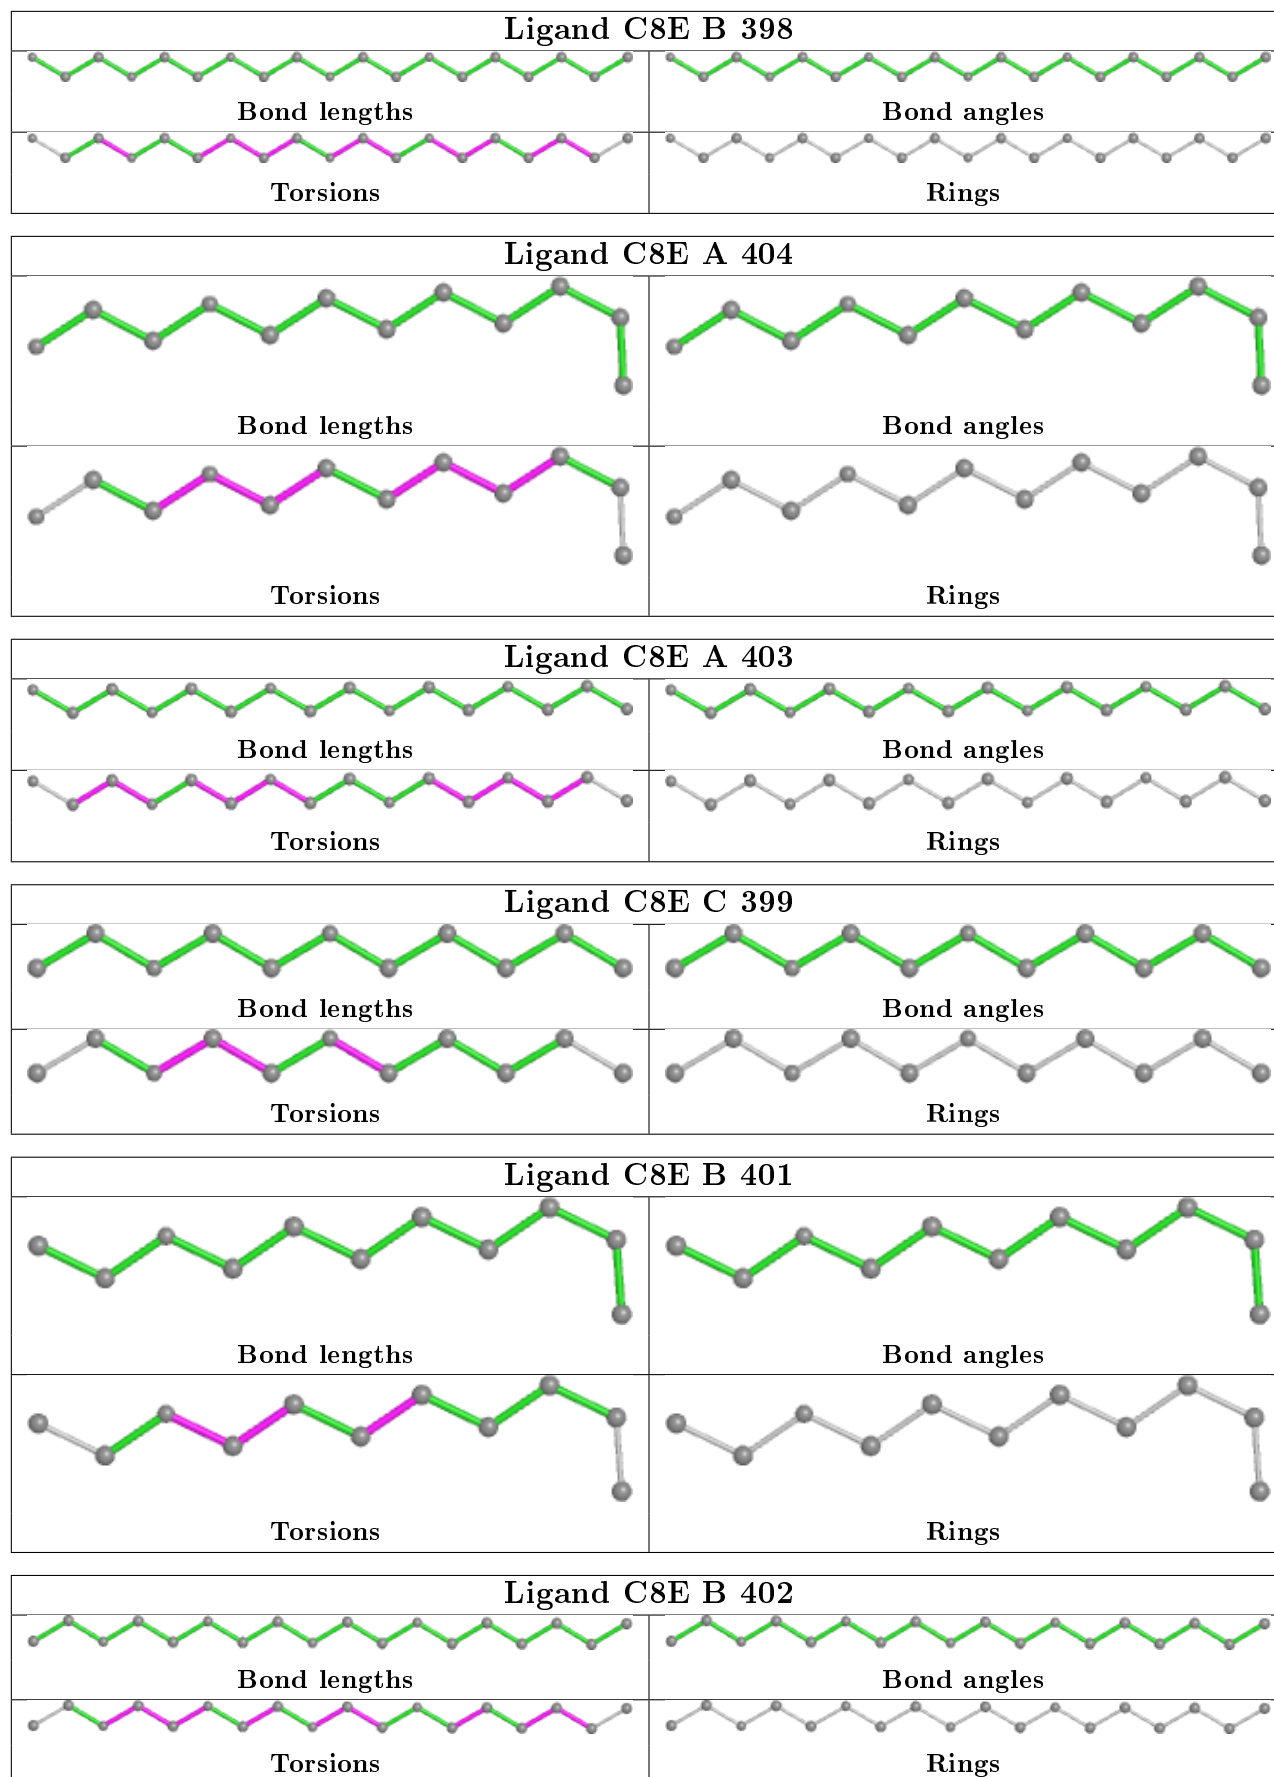 Ligand C8E B 398
Bond lengths Bond angles
Torsions Rings
Ligand C8E A 404
Bond lengths Bond angles
Torsions Rings
Ligand C8E A 403
Bond lengths Bond angles
Torsions Rings
Ligand C8E C 399
Bond lengths Bond angles
Torsions Rings
Ligand C8E B 401
Bond lengths Bond angles
Torsions Rings
Ligand C8E B 402
Bond lengths Bond angles
Torsions Rings